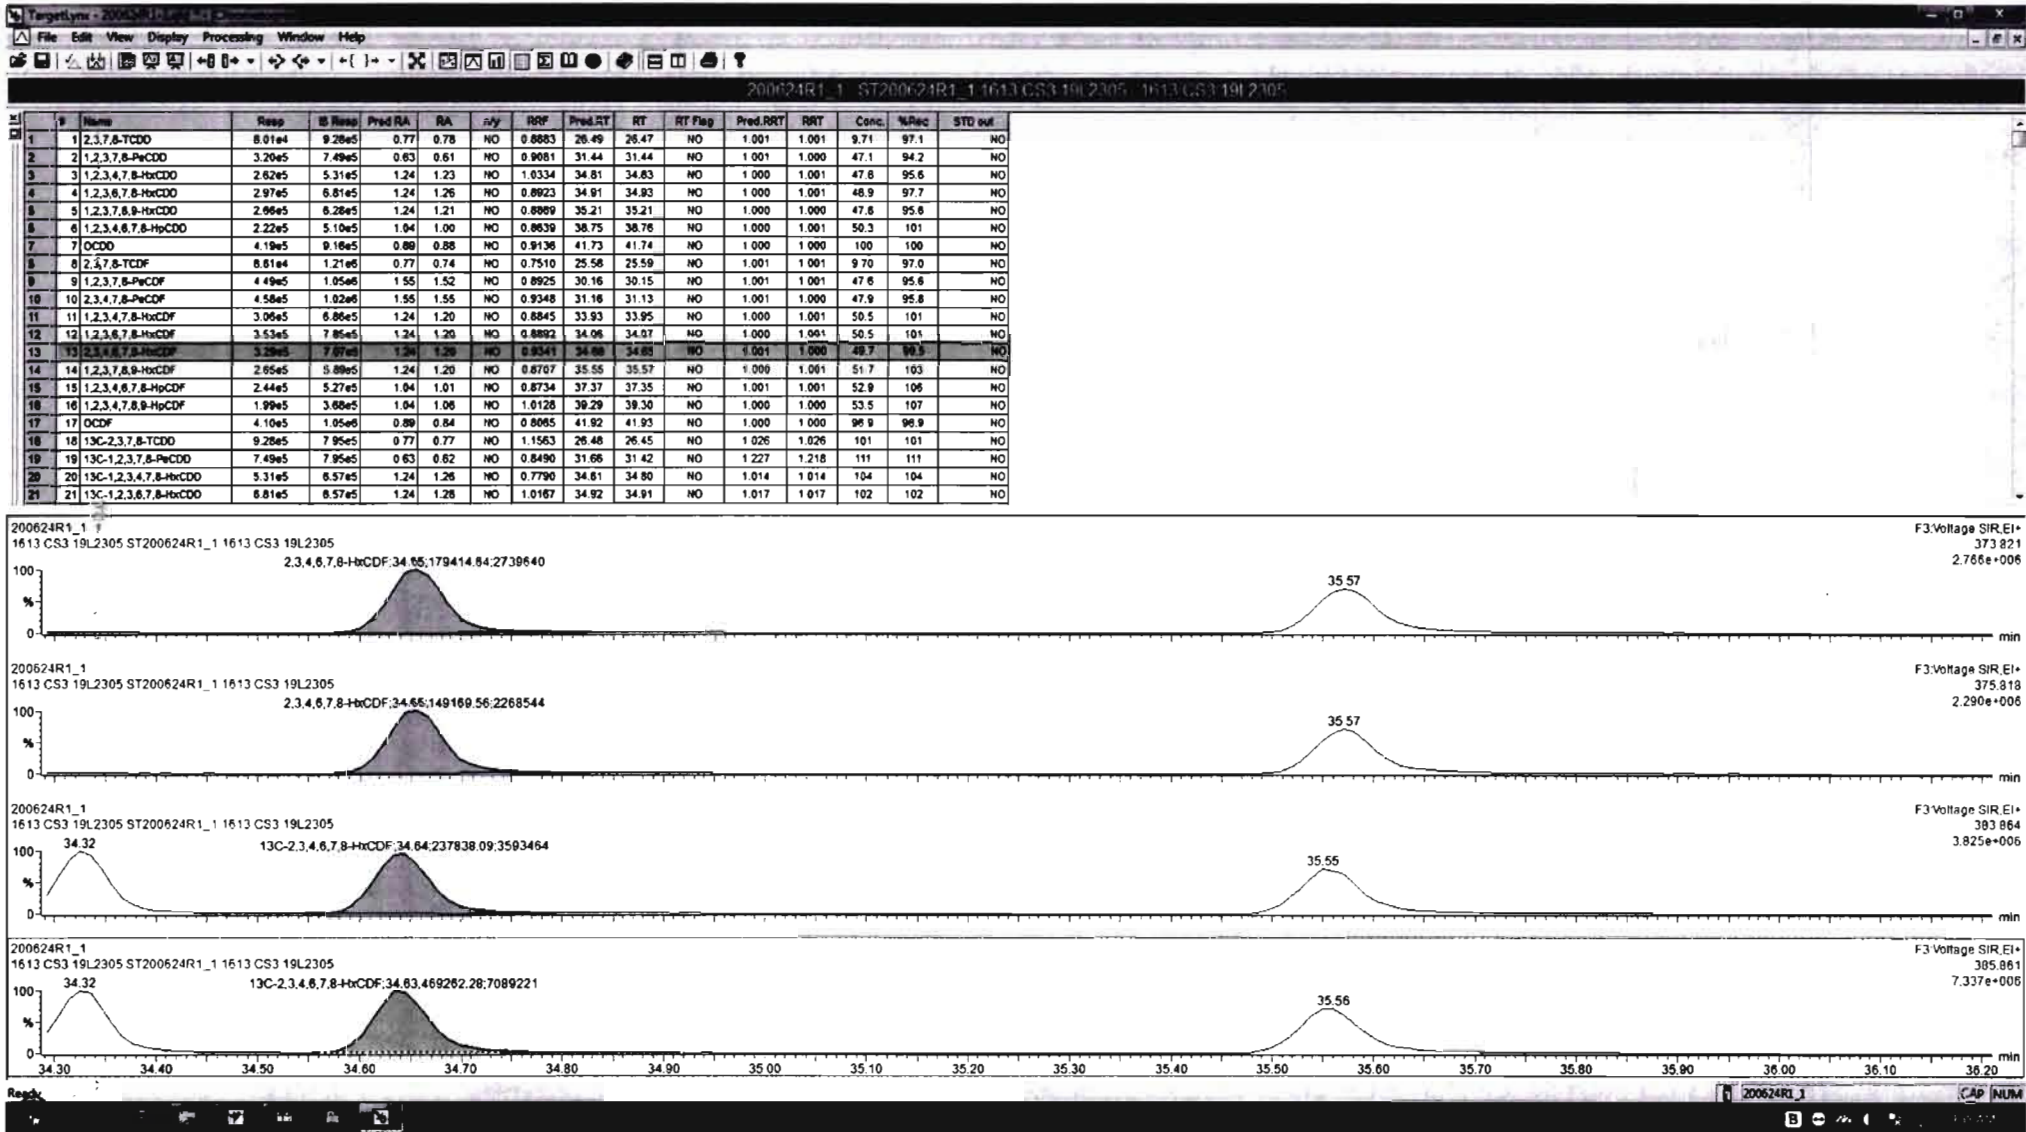 TargetLynx - 200624R1_1
File Edit View Display Processing Window Help
200624R1_1 ST200624R1_1 1613 CS3 19L2305 1613 CS3 19L2305
# Name Resp IS Resp Pred RA RA n/y RRF Pred.RT RT RT Flag Pred.RRT RRT Conc. %Rec STD out
1 1 2,3,7,8-TCDD 8.01e4 9.28e5 0.77 0.78 NO 0.8883 26.49 26.47 NO 1.001 1.001 9.71 97.1 NO
2 2 1,2,3,7,8-PeCDD 3.20e5 7.49e5 0.63 0.61 NO 0.9081 31.44 31.44 NO 1 001 1.000 47.1 94.2 NO
3 3 1,2,3,4,7,8-HxCDD 2.62e5 5.31e5 1.24 1.23 NO 1.0334 34.81 34.83 NO 1 000 1.001 47.8 95.6 NO
4 4 1,2,3,6,7,8-HxCDD 2.97e5 6.81e5 1.24 1.26 NO 0.8923 34.91 34.93 NO 1 000 1.001 48.9 97.7 NO
5 5 1,2,3,7,8,9-HxCDD 2.66e5 6.28e5 1.24 1.21 NO 0.8869 35.21 35.21 NO 1.000 1.000 47.8 95.6 NO
6 6 1,2,3,4,6,7,8-HpCDD 2.22e5 5.10e5 1.04 1.00 NO 0.8639 38.75 38.76 NO 1.000 1.001 50.3 101 NO
7 7 OCDD 4.19e5 9.16e5 0.89 0.88 NO 0.9136 41.73 41.74 NO 1 000 1.000 100 100 NO
8 8 2,3,7,8-TCDF 8.61e4 1.21e6 0.77 0.74 NO 0.7510 25.58 25.59 NO 1.001 1.001 9 70 97.0 NO
9 9 1,2,3,7,8-PeCDF 4 49e5 1.05e6 1 55 1.52 NO 0.8925 30.16 30.15 NO 1.001 1 001 47 8 95.6 NO
10 10 2,3,4,7,8-PeCDF 4.58e5 1.02e6 1.55 1.55 NO 0.9348 31.16 31.13 NO 1.001 1.000 47.9 95.8 NO
11 11 1,2,3,4,7,8-HxCDF 3.06e5 6.86e5 1.24 1.20 NO 0.8845 33.93 33.95 NO 1.000 1.001 50.5 101 NO
12 12 1,2,3,6,7,8-HxCDF 3.53e5 7.85e5 1.24 1.20 NO 0.8892 34.06 34.07 NO 1.000 1.001 50.5 101 NO
13 13 2,3,4,6,7,8-HxCDF 3.29e5 7.07e5 1.24 1.20 NO 0.9341 34.66 34.65 NO 1.001 1.000 49.7 99.5 NO
14 14 1,2,3,7,8,9-HxCDF 2.65e5 5.89e5 1.24 1.20 NO 0.8707 35.55 35.57 NO 1.000 1.001 51 7 103 NO
15 15 1,2,3,4,6,7,8-HpCDF 2.44e5 5.27e5 1.04 1.01 NO 0.8734 37.37 37.35 NO 1.001 1.001 52.9 106 NO
16 16 1,2,3,4,7,8,9-HpCDF 1.99e5 3.68e5 1.04 1.06 NO 1.0128 39.29 39.30 NO 1.000 1.000 53.5 107 NO
17 17 OCDF 4.10e5 1.05e6 0.89 0.84 NO 0.8065 41.92 41.93 NO 1.000 1 000 96 9 96.9 NO
18 18 13C-2,3,7,8-TCDD 9.28e5 7 95e5 0 77 0.77 NO 1.1563 26.48 26.45 NO 1 026 1.026 101 101 NO
19 19 13C-1,2,3,7,8-PeCDD 7.49e5 7.95e5 0 63 0.62 NO 0.8490 31.66 31 42 NO 1 227 1.218 111 111 NO
20 20 13C-1,2,3,4,7,8-HxCDD 5.31e5 6.57e5 1.24 1.26 NO 0.7790 34.81 34 80 NO 1.014 1 014 104 104 NO
21 21 13C-1,2,3,6,7,8-HxCDD 6.81e5 6.57e5 1.24 1.28 NO 1.0167 34.92 34.91 NO 1.017 1 017 102 102 NO
200624R1_1
F3:Voltage SIR,EI+
1613 CS3 19L2305 ST200624R1_1 1613 CS3 19L2305
373 821
2,3,4,6,7,8-HxCDF;34.65;179414.64;2739640
2.766e+006
100
35 57
%
0
min
200624R1_1
F3:Voltage SIR,EI+
1613 CS3 19L2305 ST200624R1_1 1613 CS3 19L2305
375.818
2,3,4,6,7,8-HxCDF;34.65;149169.56;2268544
2.290e+006
100
35 57
%
0
min
200624R1_1
F3:Voltage SIR,EI+
1613 CS3 19L2305 ST200624R1_1 1613 CS3 19L2305
383 864
34.32
13C-2,3,4,6,7,8-HxCDF;34.64;237838.09;3593464
3.825e+006
100
35.55
%
0
min
200624R1_1
F3:Voltage SIR,EI+
1613 CS3 19L2305 ST200624R1_1 1613 CS3 19L2305
385.861
34.32
13C-2,3,4,6,7,8-HxCDF;34.63,469262.28;7089221
7.337e+006
100
35.56
%
0
min
34.30 34.40 34.50 34.60 34.70 34.80 34.90 35.00 35.10 35.20 35.30 35.40 35.50 35.60 35.70 35.80 35.90 36.00 36.10 36.20
Ready
200624R1_1
CAP NUM